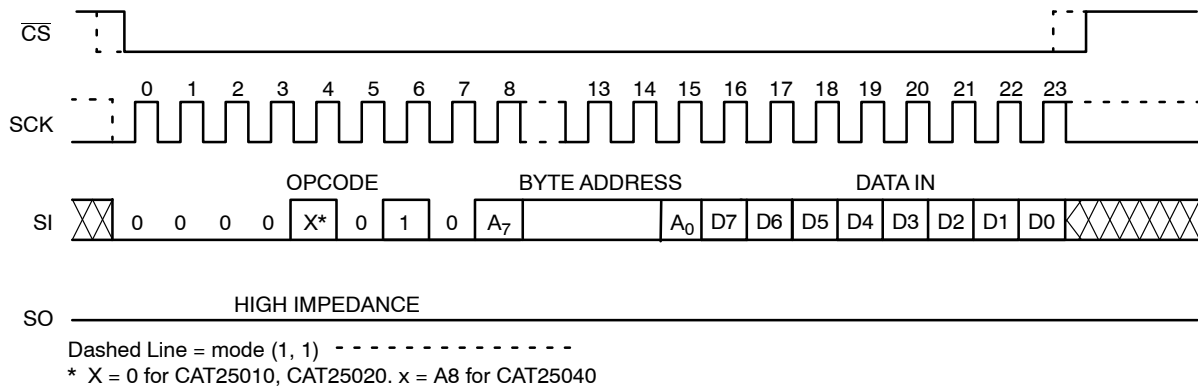 CS
0 1 2 3 4 5 6 7 8 13 14 15 16 17 18 19 20 21 22 23
SCK
OPCODE BYTE ADDRESS DATA IN
SI 0 0 0 0 X* 0 1 0 A7 A0 D7 D6 D5 D4 D3 D2 D1 D0
HIGH IMPEDANCE
SO
Dashed Line = mode (1, 1) - - - - - - - - - - - - - - -
* X = 0 for CAT25010, CAT25020. x = A8 for CAT25040